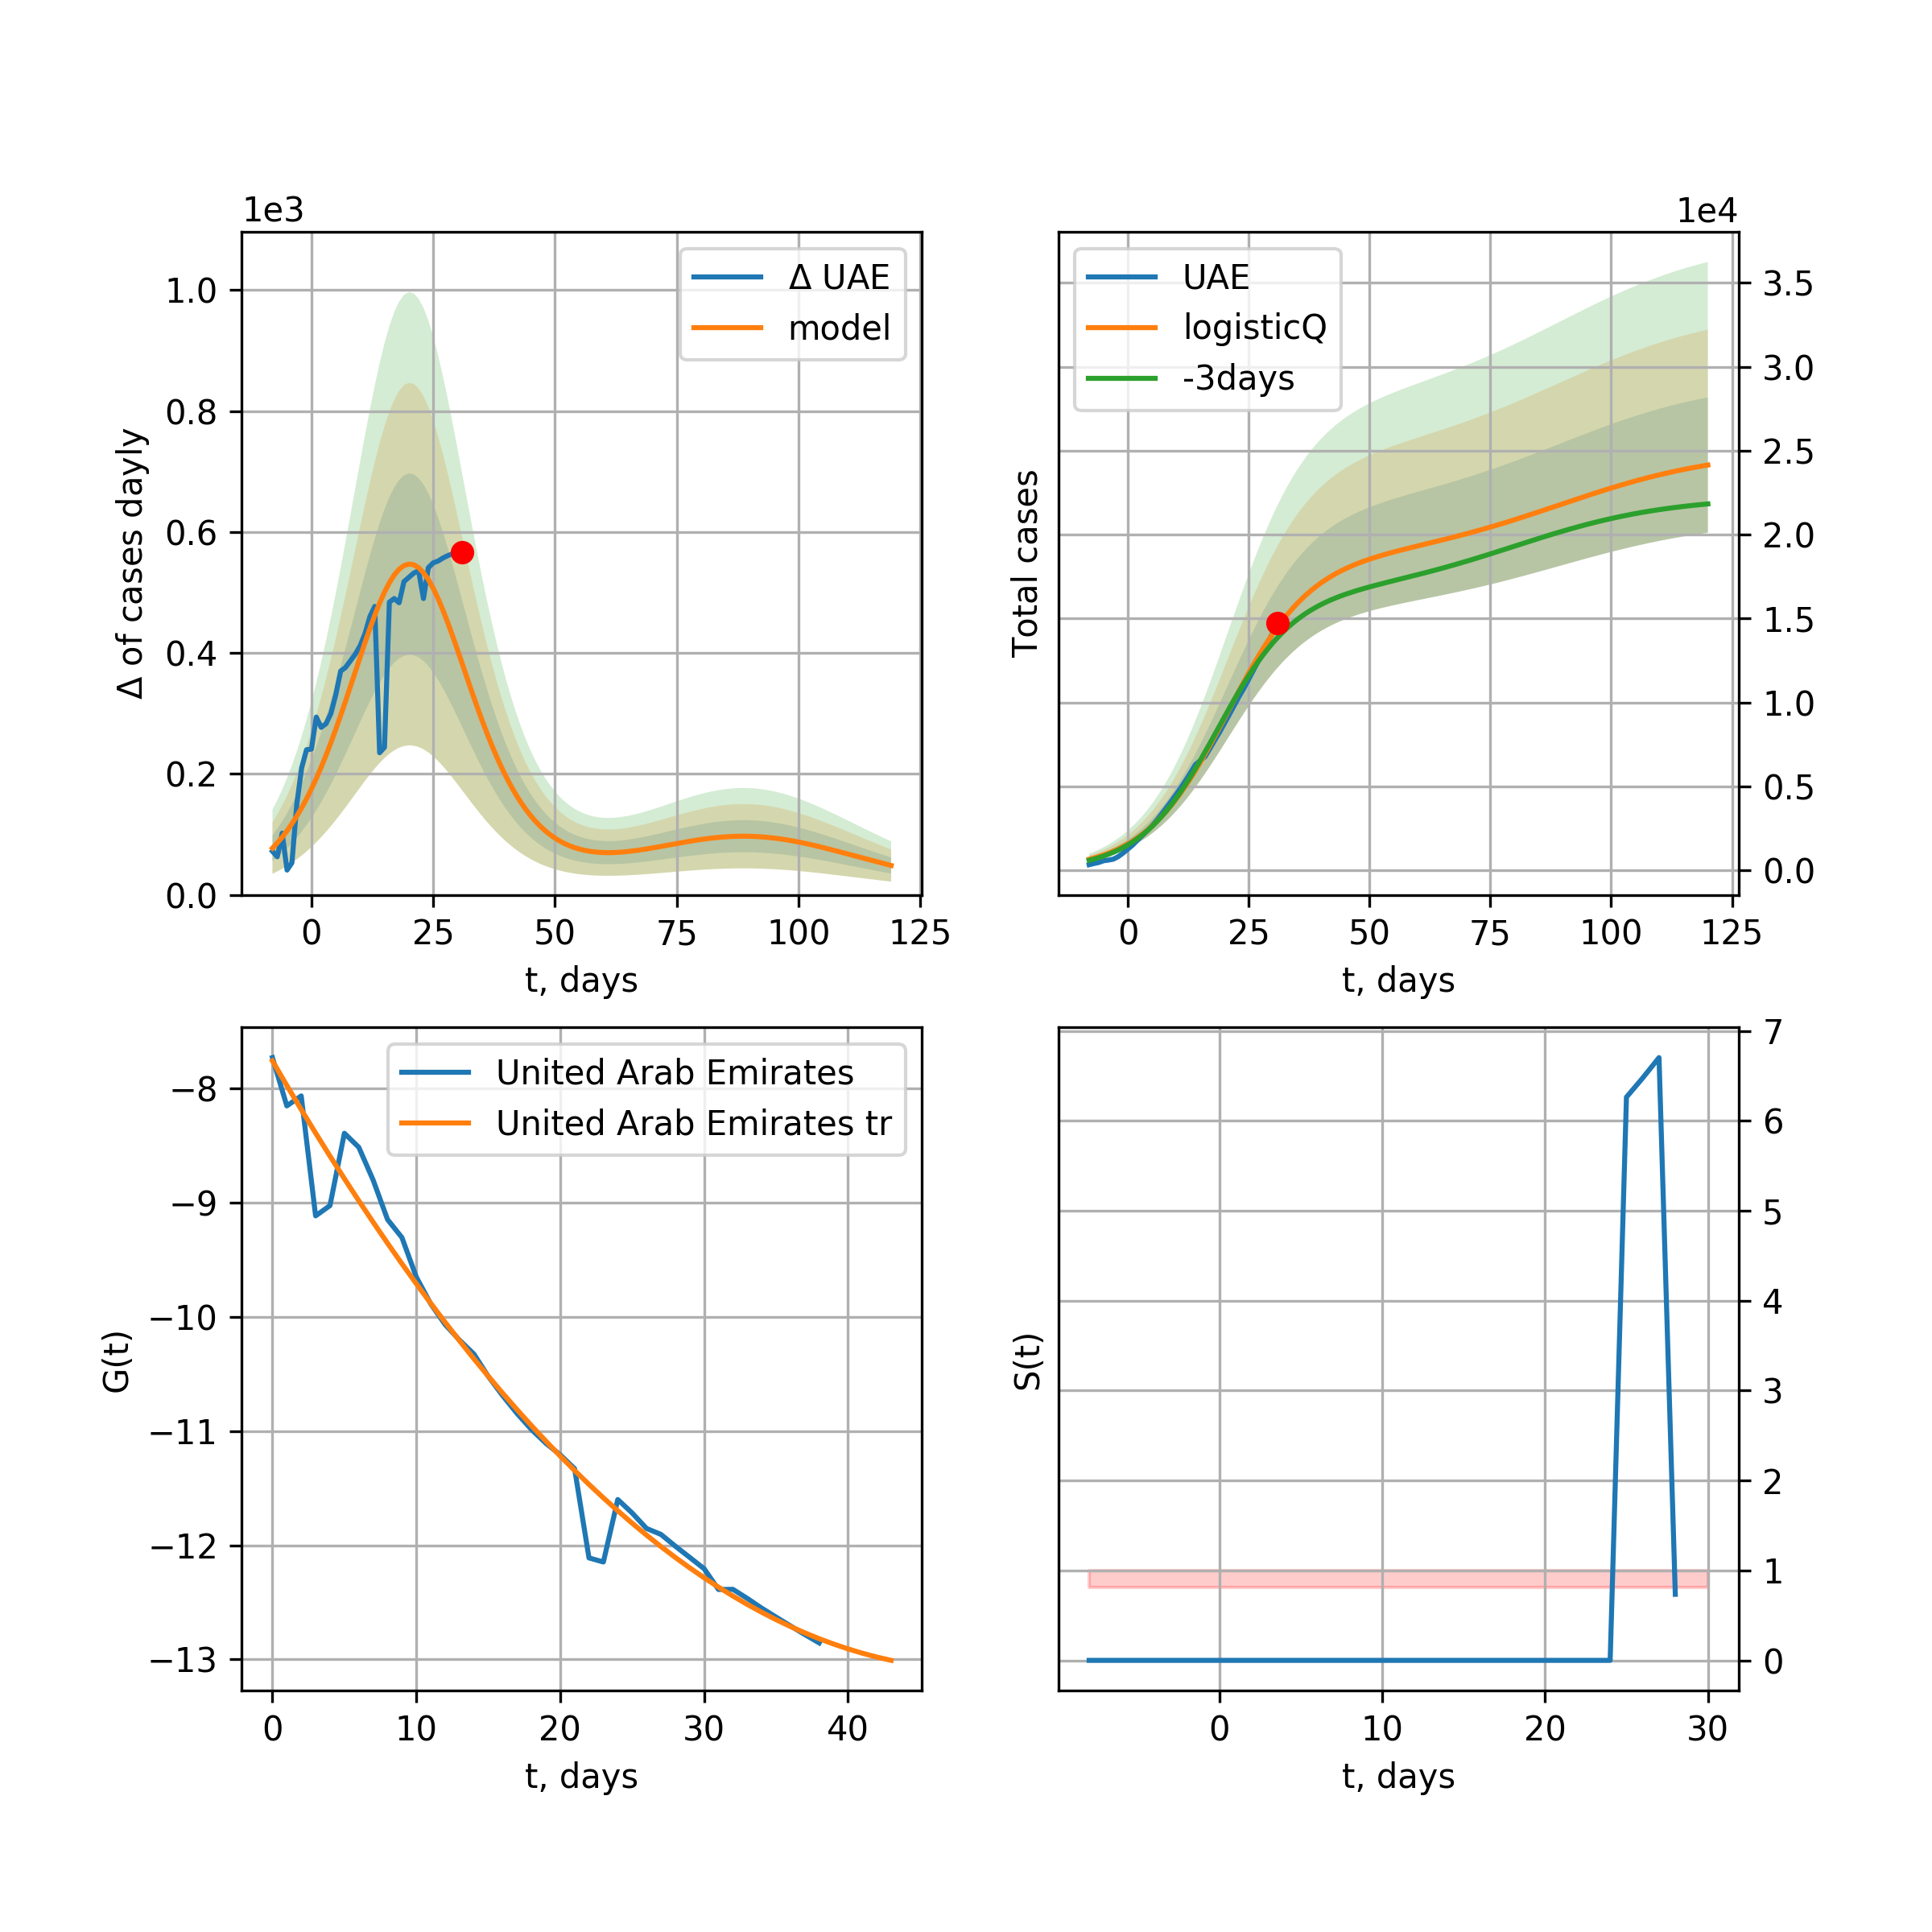 1e3
Δ of cases dayly
1.0
0.8
0.6
0.4
0.2
0.0
Δ UAE
model
0 25 50 75 100 125
t, days
1e4
Total cases
UAE
logisticQ
-3days
3.5
3.0
2.5
2.0
1.5
1.0
0.5
0.0
0 25 50 75 100 125
t, days
G(t)
−8
−9
−10
−11
−12
−13
United Arab Emirates
United Arab Emirates tr
0 10 20 30 40
t, days
S(t)
7
6
5
4
3
2
1
0
0 10 20 30
t, days